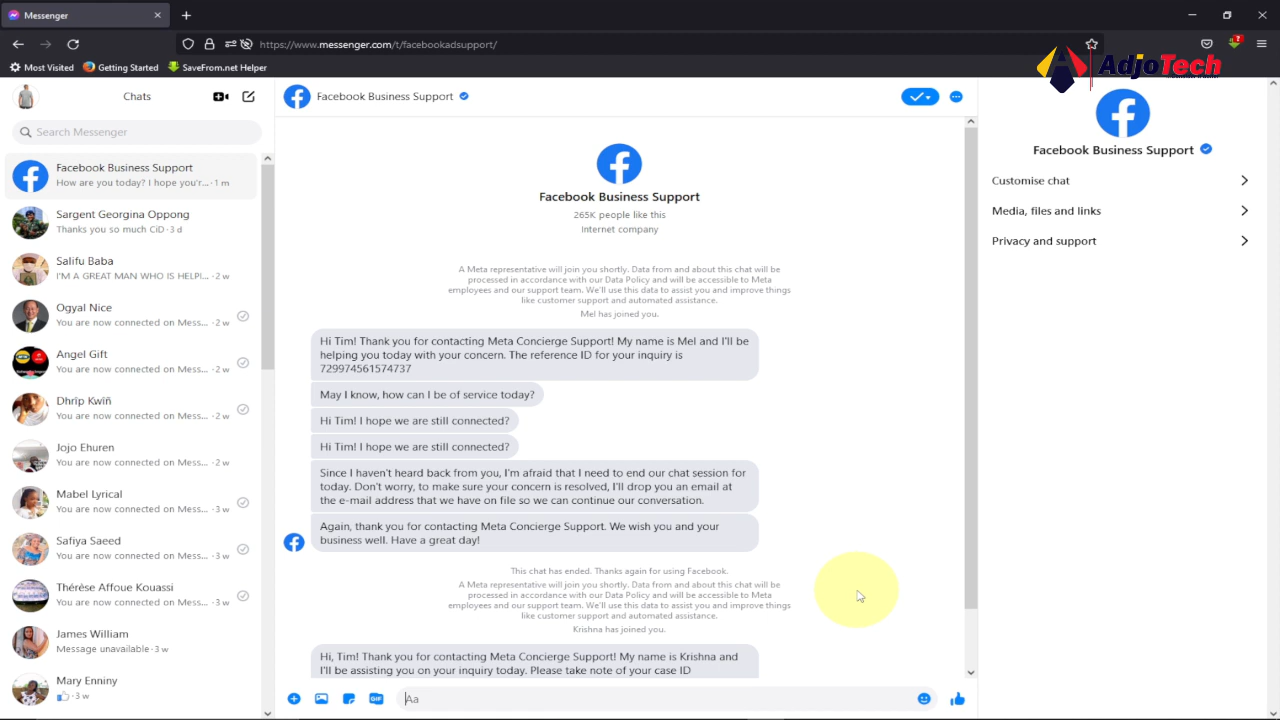 Messenger
https://www.messenger.com/t/facebookadsupport/
Most Visited
Getting Started
SaveFrom.net Helper
AdjoTech
Chats
Search Messenger
Facebook Business Support
How are you today? I hope you'r... · 1 m
Sargent Georgina Oppong
Thanks you so much CiD · 3 d
Salifu Baba
I'M A GREAT MAN WHO IS HELPI... · 2 w
Ogyal Nice
You are now connected on Mess... · 2 w
Angel Gift
You are now connected on Mess... · 2 w
Dhrïp Kwïñ
You are now connected on Mess... · 2 w
Jojo Ehuren
You are now connected on Mess... · 2 w
Mabel Lyrical
You are now connected on Mess... · 3 w
Safiya Saeed
You are now connected on Mess... · 3 w
Thérèse Affoue Kouassi
You are now connected on Mess... · 3 w
James William
Message unavailable · 3 w
Mary Enniny
· 3 w
Facebook Business Support
Facebook Business Support
265K people like this
Internet company
A Meta representative will join you shortly. Data from and about this chat will be
processed in accordance with our Data Policy and will be accessible to Meta
employees and our support team. We'll use this data to assist you and improve things
like customer support and automated assistance.
Mel has joined you.
Hi Tim! Thank you for contacting Meta Concierge Support! My name is Mel and I'll be
helping you today with your concern. The reference ID for your inquiry is
729974561574737
May I know, how can I be of service today?
Hi Tim! I hope we are still connected?
Hi Tim! I hope we are still connected?
Since I haven't heard back from you, I'm afraid that I need to end our chat session for
today. Don't worry, to make sure your concern is resolved, I'll drop you an email at
the e-mail address that we have on file so we can continue our conversation.
Again, thank you for contacting Meta Concierge Support. We wish you and your
business well. Have a great day!
This chat has ended. Thanks again for using Facebook.
A Meta representative will join you shortly. Data from and about this chat will be
processed in accordance with our Data Policy and will be accessible to Meta
employees and our support team. We'll use this data to assist you and improve things
like customer support and automated assistance.
Krishna has joined you.
Hi, Tim! Thank you for contacting Meta Concierge Support! My name is Krishna and
I'll be assisting you on your inquiry today. Please take note of your case ID
GIF
Aa
Facebook Business Support
Customise chat
Media, files and links
Privacy and support